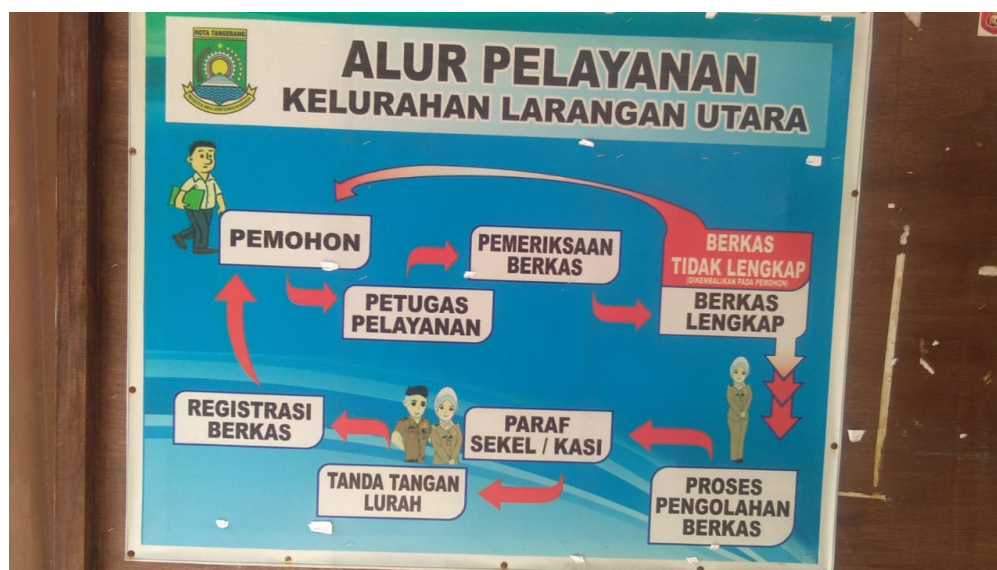 KOTA TANGERANG
ALUR PELAYANAN
KELURAHAN LARANGAN UTARA
PEMOHON
PETUGAS
PELAYANAN
PEMERIKSAAN
BERKAS
BERKAS
TIDAK LENGKAP
(DIKEMBALIKAN PADA PEMOHON)
BERKAS
LENGKAP
PROSES
PENGOLAHAN
BERKAS
PARAF
SEKEL / KASI
TANDA TANGAN
LURAH
REGISTRASI
BERKAS